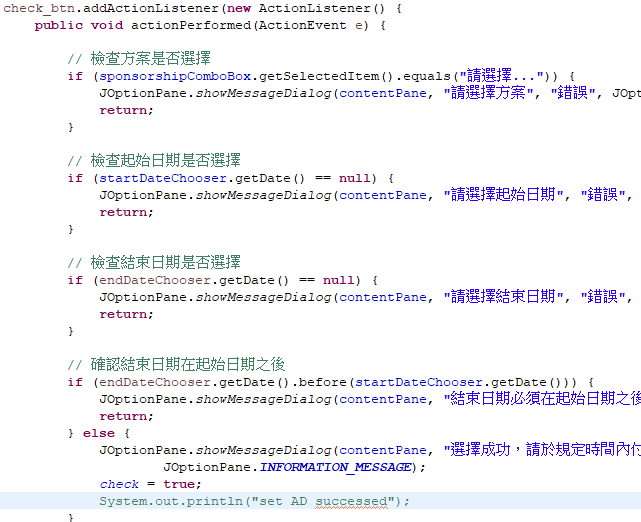 check_btn.addActionListener(new ActionListener() {
public void actionPerformed(ActionEvent e) {
// 檢查方案是否選擇
if (sponsorshipComboBox.getSelectedItem().equals("請選擇...")) {
JOptionPane.showMessageDialog(contentPane, "請選擇方案", "錯誤", JOpt
return;
}
// 檢查起始日期是否選擇
if (startDateChooser.getDate() == null) {
JOptionPane.showMessageDialog(contentPane, "請選擇起始日期", "錯誤",
return;
}
// 檢查結束日期是否選擇
if (endDateChooser.getDate() == null) {
JOptionPane.showMessageDialog(contentPane, "請選擇結束日期", "錯誤",
return;
}
// 確認結束日期在起始日期之後
if (endDateChooser.getDate().before(startDateChooser.getDate())) {
JOptionPane.showMessageDialog(contentPane, "結束日期必須在起始日期之後
return;
} else {
JOptionPane.showMessageDialog(contentPane, "選擇成功，請於規定時間內付
JOptionPane.INFORMATION_MESSAGE);
check = true;
System.out.println("set AD successed");
}